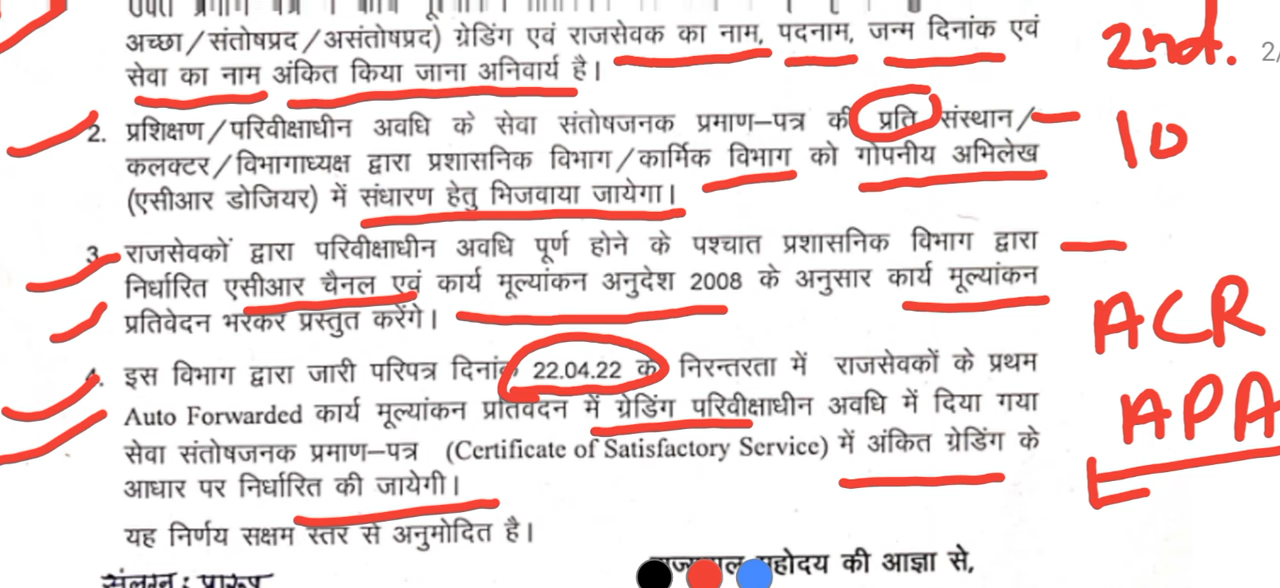 अच्छा/संतोषप्रद/असंतोषप्रद) ग्रेडिंग एवं राजसेवक का नाम, पदनाम, जन्म दिनांक एवं
सेवा का नाम अंकित किया जाना अनिवार्य है।
2nd.
2/
2. प्रशिक्षण/परिवीक्षाधीन अवधि के सेवा संतोषजनक प्रमाण–पत्र की प्रति संस्थान/
10
कलक्टर/विभागाध्यक्ष द्वारा प्रशासनिक विभाग/कार्मिक विभाग को गोपनीय अभिलेख
(एसीआर डोजियर) में संधारण हेतु भिजवाया जायेगा।
3. राजसेवकों द्वारा परिवीक्षाधीन अवधि पूर्ण होने के पश्चात प्रशासनिक विभाग द्वारा
निर्धारित एसीआर चैनल एवं कार्य मूल्यांकन अनुदेश 2008 के अनुसार कार्य मूल्यांकन
प्रतिवेदन भरकर प्रस्तुत करेंगे।
ACR
4. इस विभाग द्वारा जारी परिपत्र दिनांक 22.04.22 के निरन्तरता में राजसेवकों के प्रथम
Auto Forwarded कार्य मूल्यांकन प्रतिवेदन में ग्रेडिंग परिवीक्षाधीन अवधि में दिया गया
APA
सेवा संतोषजनक प्रमाण–पत्र (Certificate of Satisfactory Service) में अंकित ग्रेडिंग के
आधार पर निर्धारित की जायेगी।
यह निर्णय सक्षम स्तर से अनुमोदित है।
महोदय की आज्ञा से,
संलग्न : प्रारूप